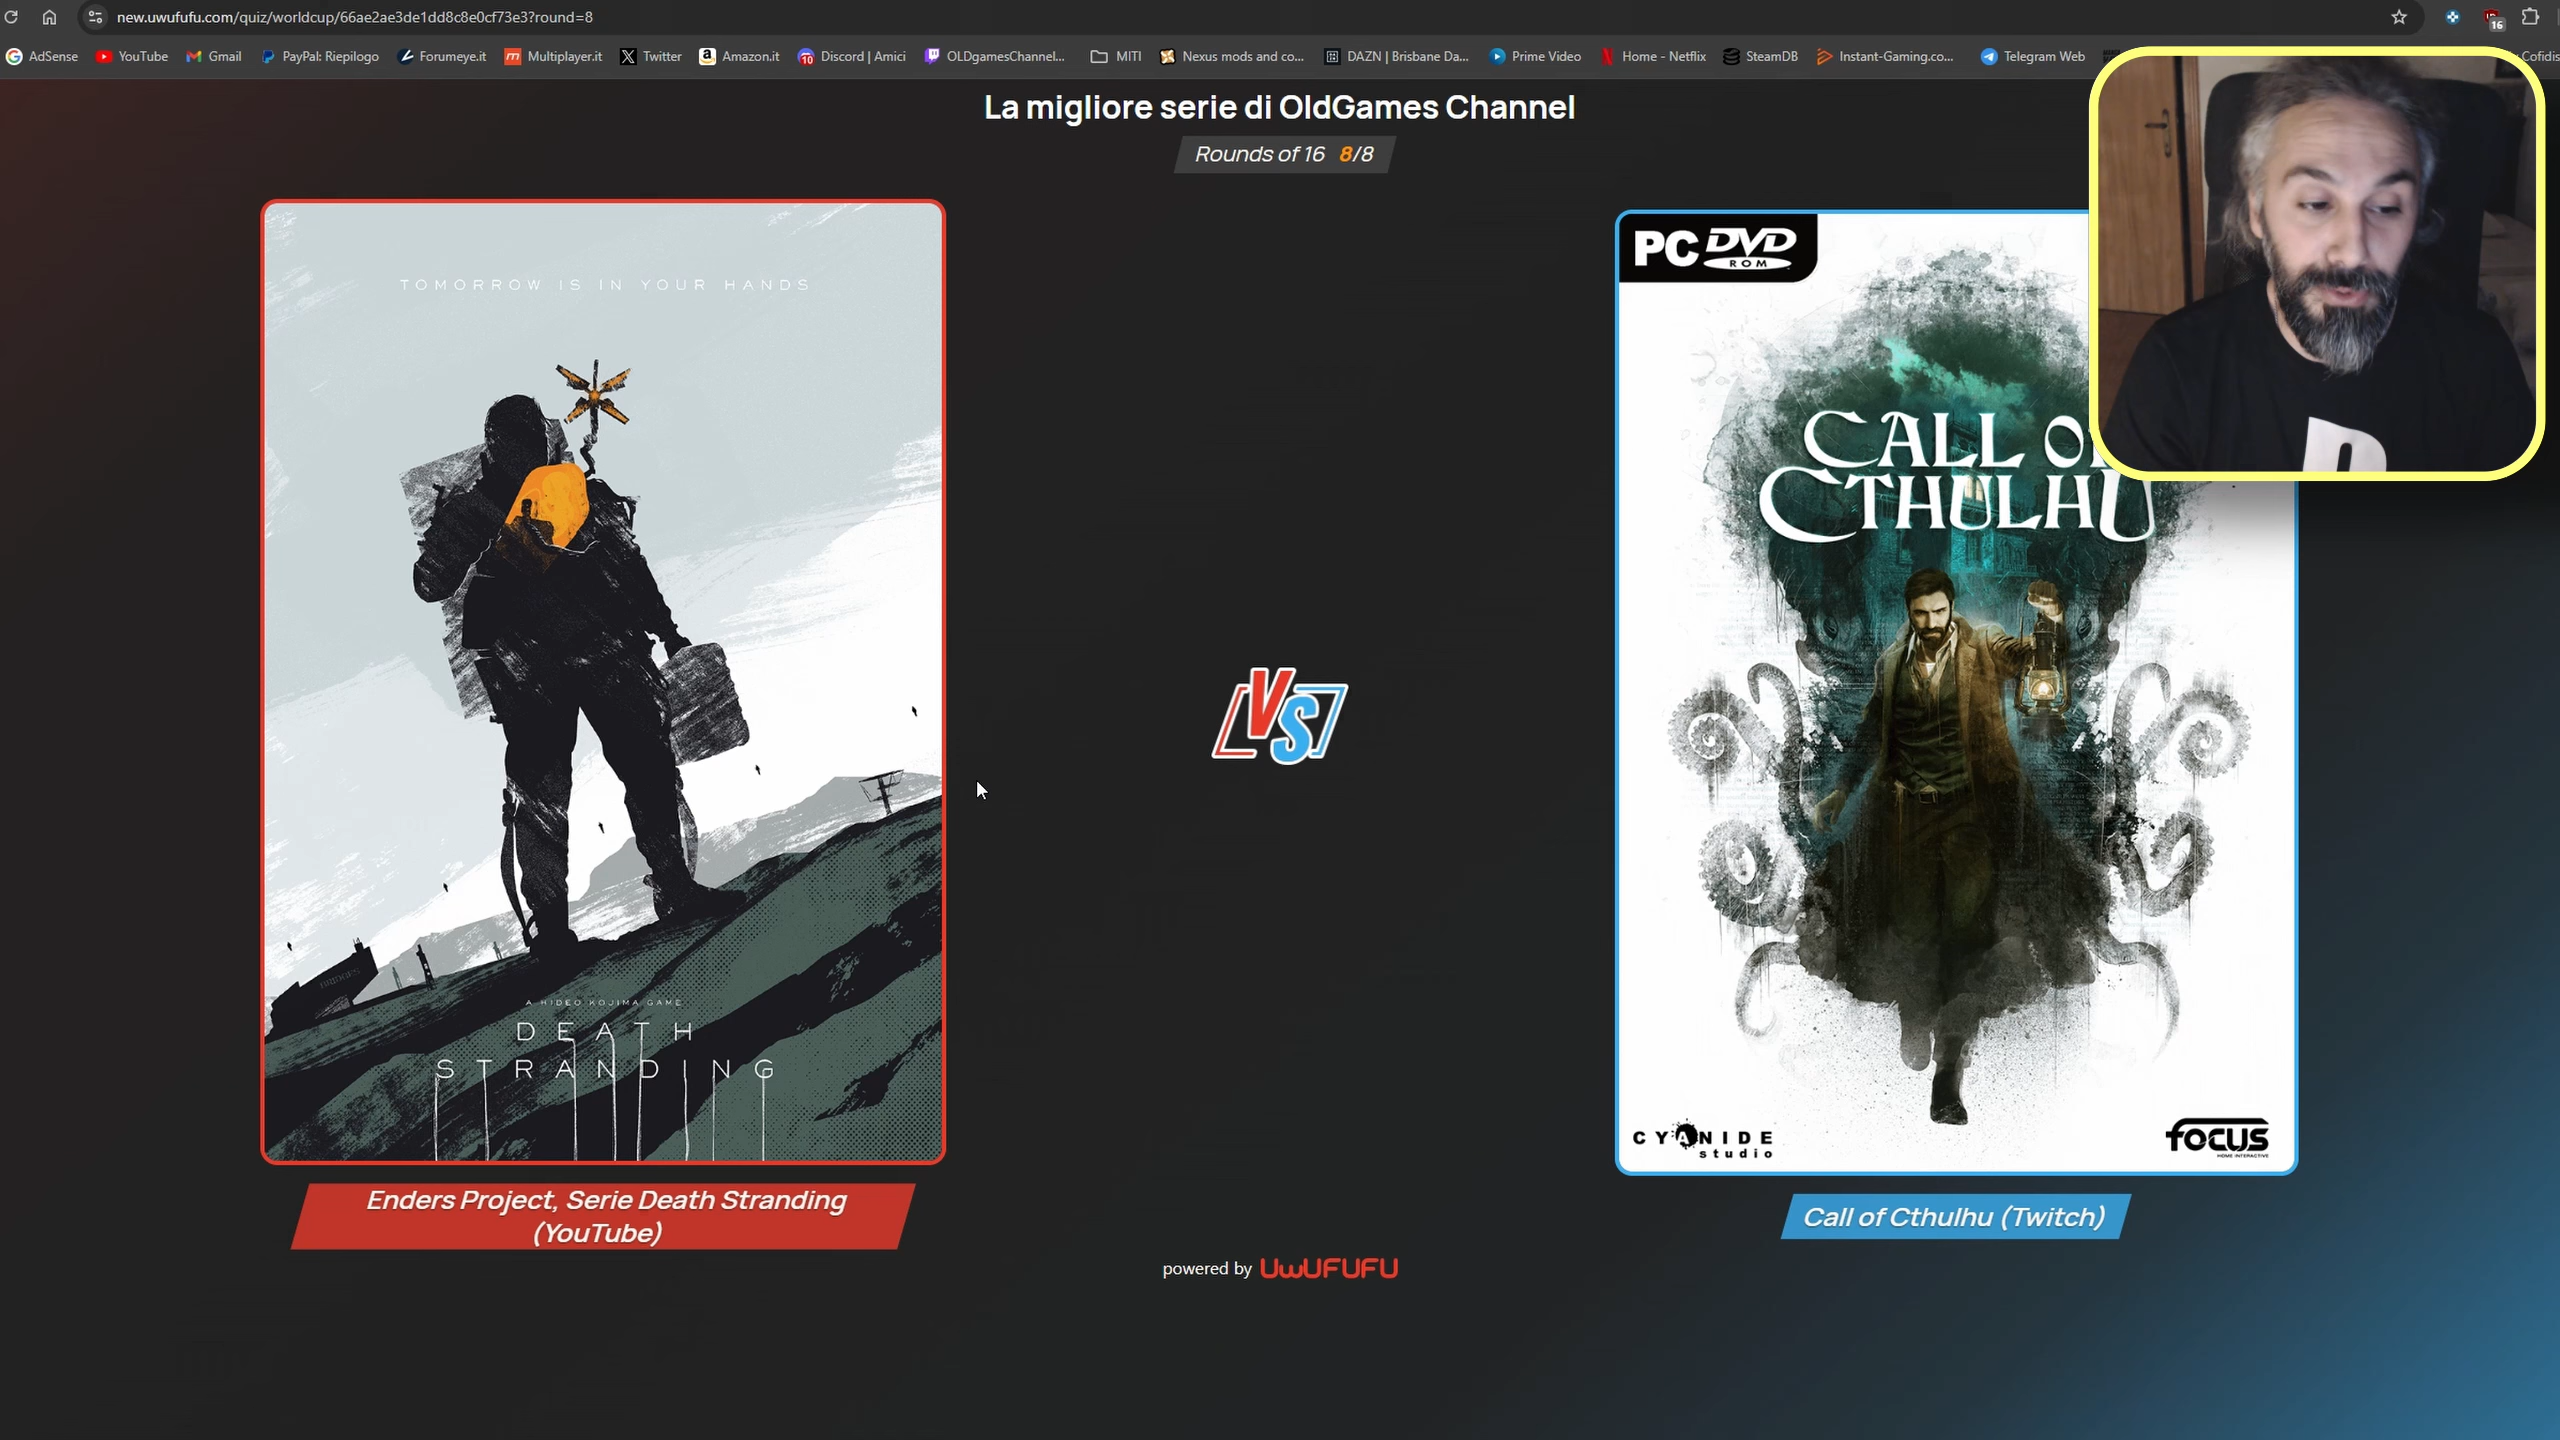 new.uwufufu.com/quiz/worldcup/66ae2ae3de1dd8c8e0cf73e3?round=8
16
AdSense YouTube Gmail PayPal: Riepilogo Forumeye.it Multiplayer.it Twitter Amazon.it Discord | Amici OLDgamesChannel... MITI Nexus mods and co... DAZN | Brisbane Da... Prime Video Home - Netflix SteamDB Instant-Gaming.co... Telegram Web Cofidis
La migliore serie di OldGames Channel
Rounds of 16 8/8
TOMORROW IS IN YOUR HANDS
A HIDEO KOJIMA GAME
DEATH
STRANDING
Enders Project, Serie Death Stranding
(YouTube)
VS
PC DVD
ROM
CALL OF
CTHULHU
CYANIDE
studio
FOCUS
HOME INTERACTIVE
Call of Cthulhu (Twitch)
powered by UwUFUFU